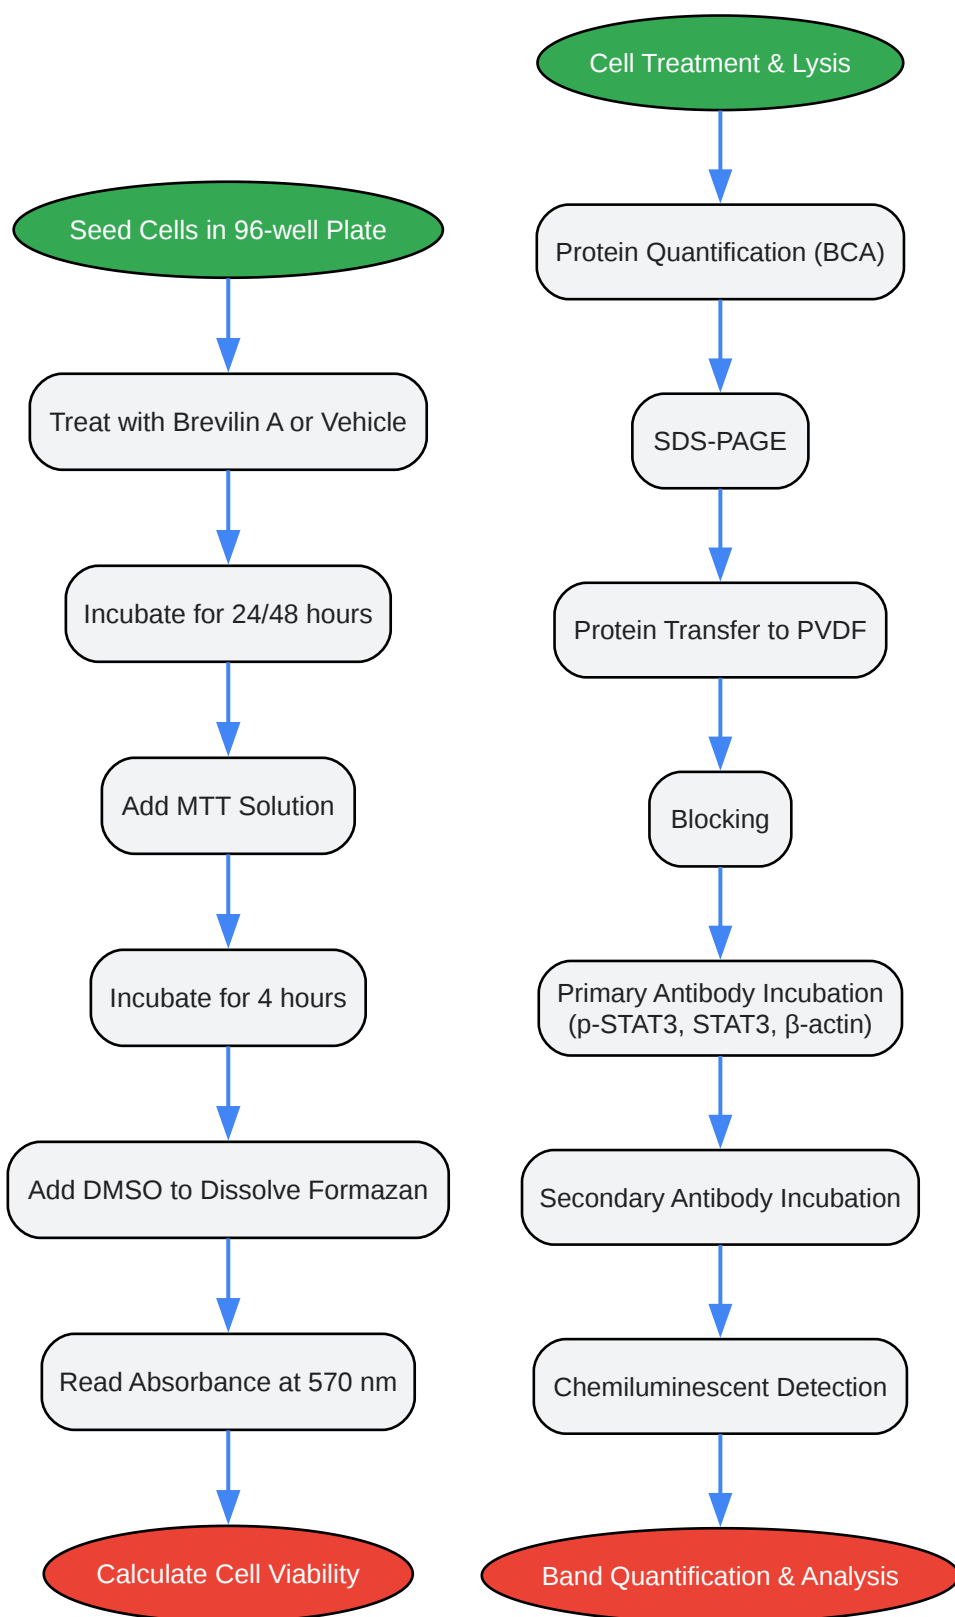 Seed Cells in 96-well Plate
Treat with Brevilin A or Vehicle
Incubate for 24/48 hours
Add MTT Solution
Incubate for 4 hours
Add DMSO to Dissolve Formazan
Read Absorbance at 570 nm
Calculate Cell Viability
Cell Treatment & Lysis
Protein Quantification (BCA)
SDS-PAGE
Protein Transfer to PVDF
Blocking
Primary Antibody Incubation
(p-STAT3, STAT3, β-actin)
Secondary Antibody Incubation
Chemiluminescent Detection
Band Quantification & Analysis